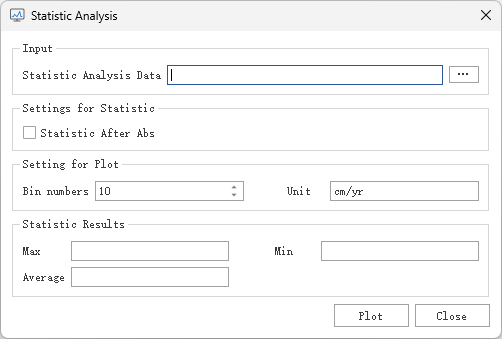 Statistic Analysis
Input
Statistic Analysis Data
...
Settings for Statistic
Statistic After Abs
Setting for Plot
Bin numbers 10 Unit cm/yr
Statistic Results
Max Min
Average
Plot Close